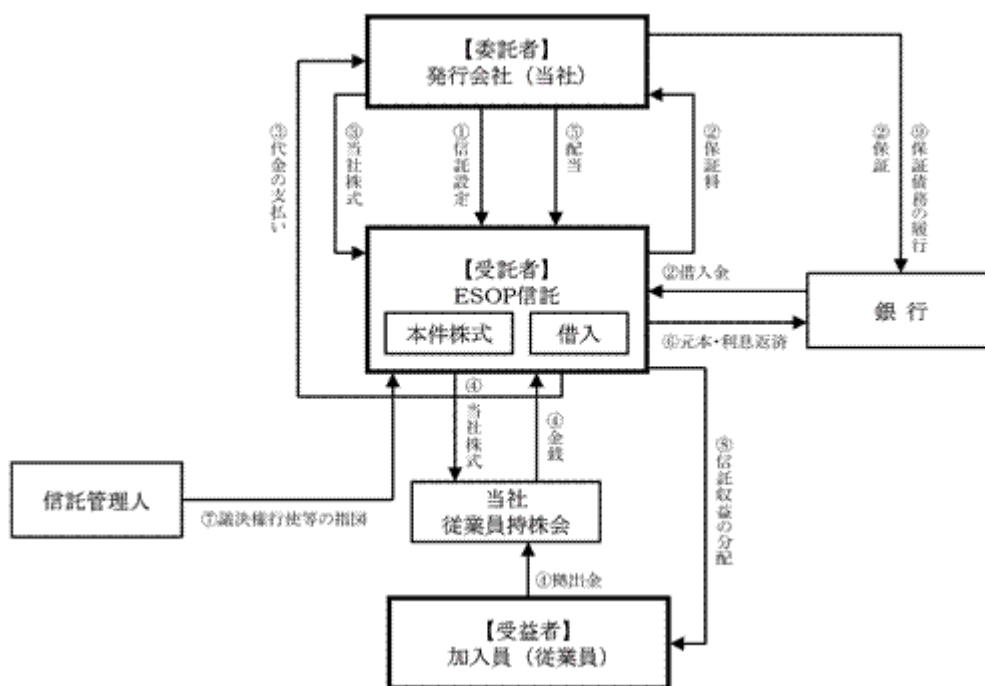 【委託者】
発行会社（当社）
③代金の支払い
③当社株式
①信託設定
⑤配当
②保証料
②保証
⑨保証債務の履行
【受託者】
ESOP信託
本件株式
借入
②借入金
⑥元本・利息返済
銀 行
④当社株式
④金銭
⑧信託収益の分配
信託管理人
⑦議決権行使等の指図
当社
従業員持株会
④拠出金
【受益者】
加入員（従業員）